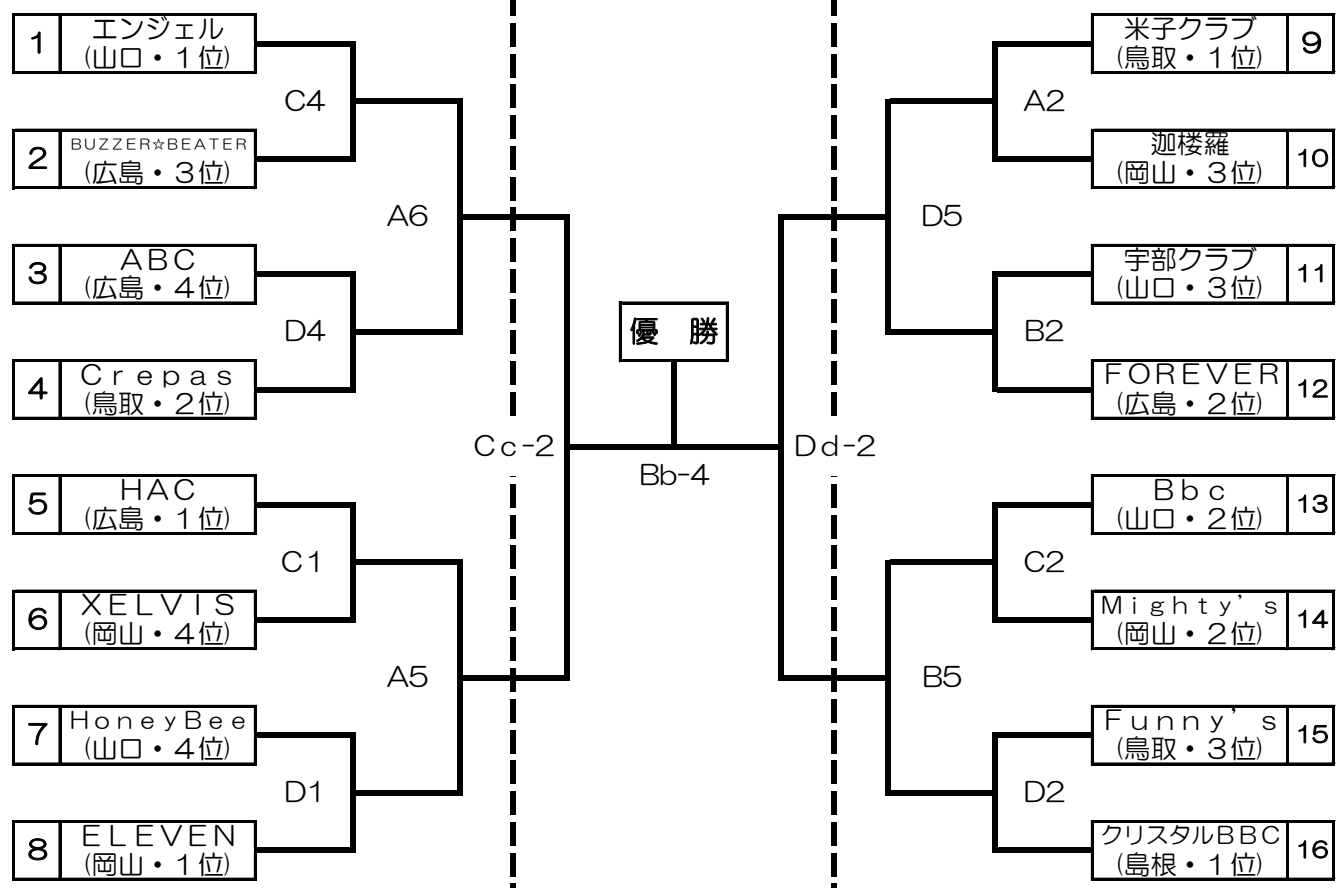 1
エンジェル
(山口・1位)
C4
2
BUZZER☆BEATER
(広島・3位)
A6
3
ABC
(広島・4位)
D4
4
Crepas
(鳥取・2位)
Cc-2
5
HAC
(広島・1位)
C1
6
XELVIS
(岡山・4位)
A5
7
HoneyBee
(山口・4位)
D1
8
ELEVEN
(岡山・1位)
優 勝
Bb-4
米子クラブ
(鳥取・1位)
9
A2
迦楼羅
(岡山・3位)
10
D5
宇部クラブ
(山口・3位)
11
B2
FOREVER
(広島・2位)
12
Dd-2
Bbc
(山口・2位)
13
C2
Mighty's
(岡山・2位)
14
B5
Funny's
(鳥取・3位)
15
D2
クリスタルBBC
(島根・1位)
16